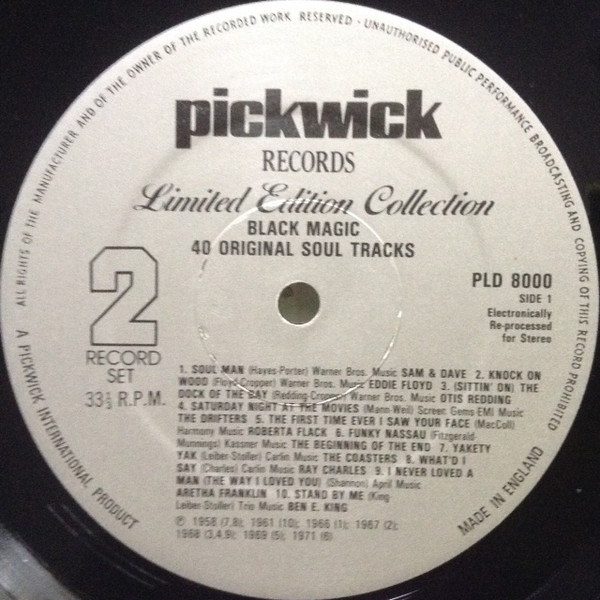 ALL RIGHTS OF THE MANUFACTURER AND OF THE OWNER OF THE RECORDED WORK RESERVED - UNAUTHORISED PUBLIC PERFORMANCE BROADCASTING AND COPYING OF THIS RECORD PROHIBITED
pickwick
RECORDS
Limited Edition Collection
BLACK MAGIC
40 ORIGINAL SOUL TRACKS
2
RECORD
SET
33⅓ R.P.M.
PLD 8000
SIDE 1
Electronically
Re-processed
for Stereo
1. SOUL MAN (Hayes-Porter) Warner Bros. Music SAM & DAVE 2. KNOCK ON
WOOD (Floyd-Cropper) Warner Bros. Music EDDIE FLOYD 3. (SITTIN' ON) THE
DOCK OF THE BAY (Redding-Cropper) Warner Bros. Music OTIS REDDING
4. SATURDAY NIGHT AT THE MOVIES (Mann-Weil) Screen Gems-EMI Music
THE DRIFTERS 5. THE FIRST TIME EVER I SAW YOUR FACE (MacColl)
Harmony Music ROBERTA FLACK 6. FUNKY NASSAU (Fitzgerald-
Munnings) Kassner Music THE BEGINNING OF THE END 7. YAKETY
YAK (Leiber-Stoller) Carlin Music THE COASTERS 8. WHAT'D I
SAY (Charles) Carlin Music RAY CHARLES 9. I NEVER LOVED A
MAN (THE WAY I LOVED YOU) (Shannon) April Music
ARETHA FRANKLIN 10. STAND BY ME (King
Leiber-Stoller) Trio Music BEN E. KING
℗ 1958 (7,8); 1961 (10); 1966 (1); 1967 (2);
1968 (3,4,9); 1969 (5); 1971 (6)
A PICKWICK INTERNATIONAL PRODUCT
MADE IN ENGLAND